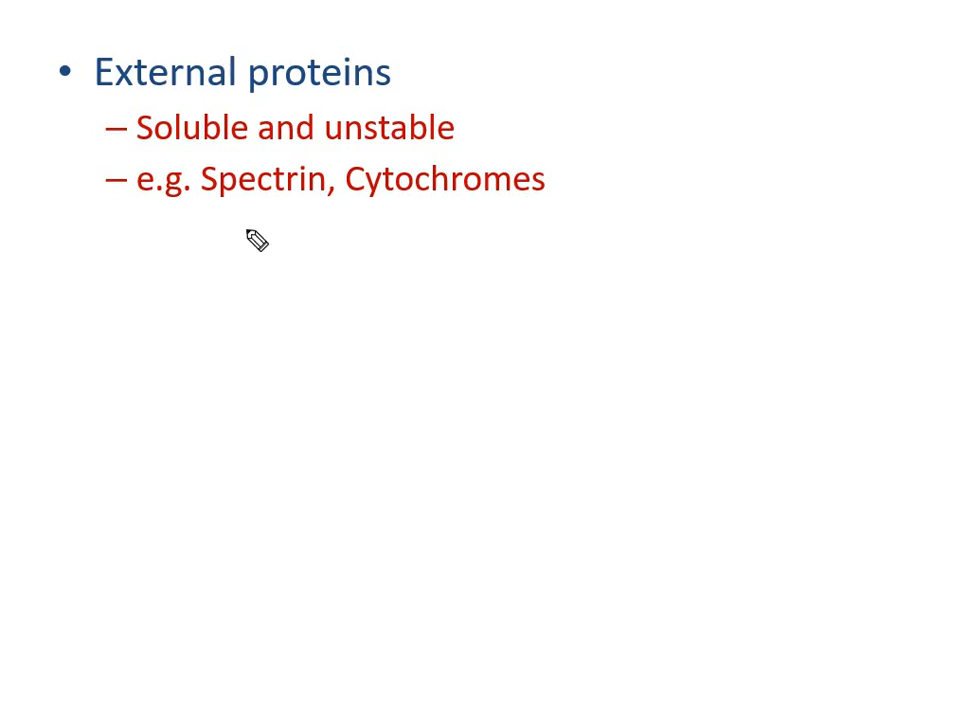 • External proteins
– Soluble and unstable
– e.g. Spectrin, Cytochromes